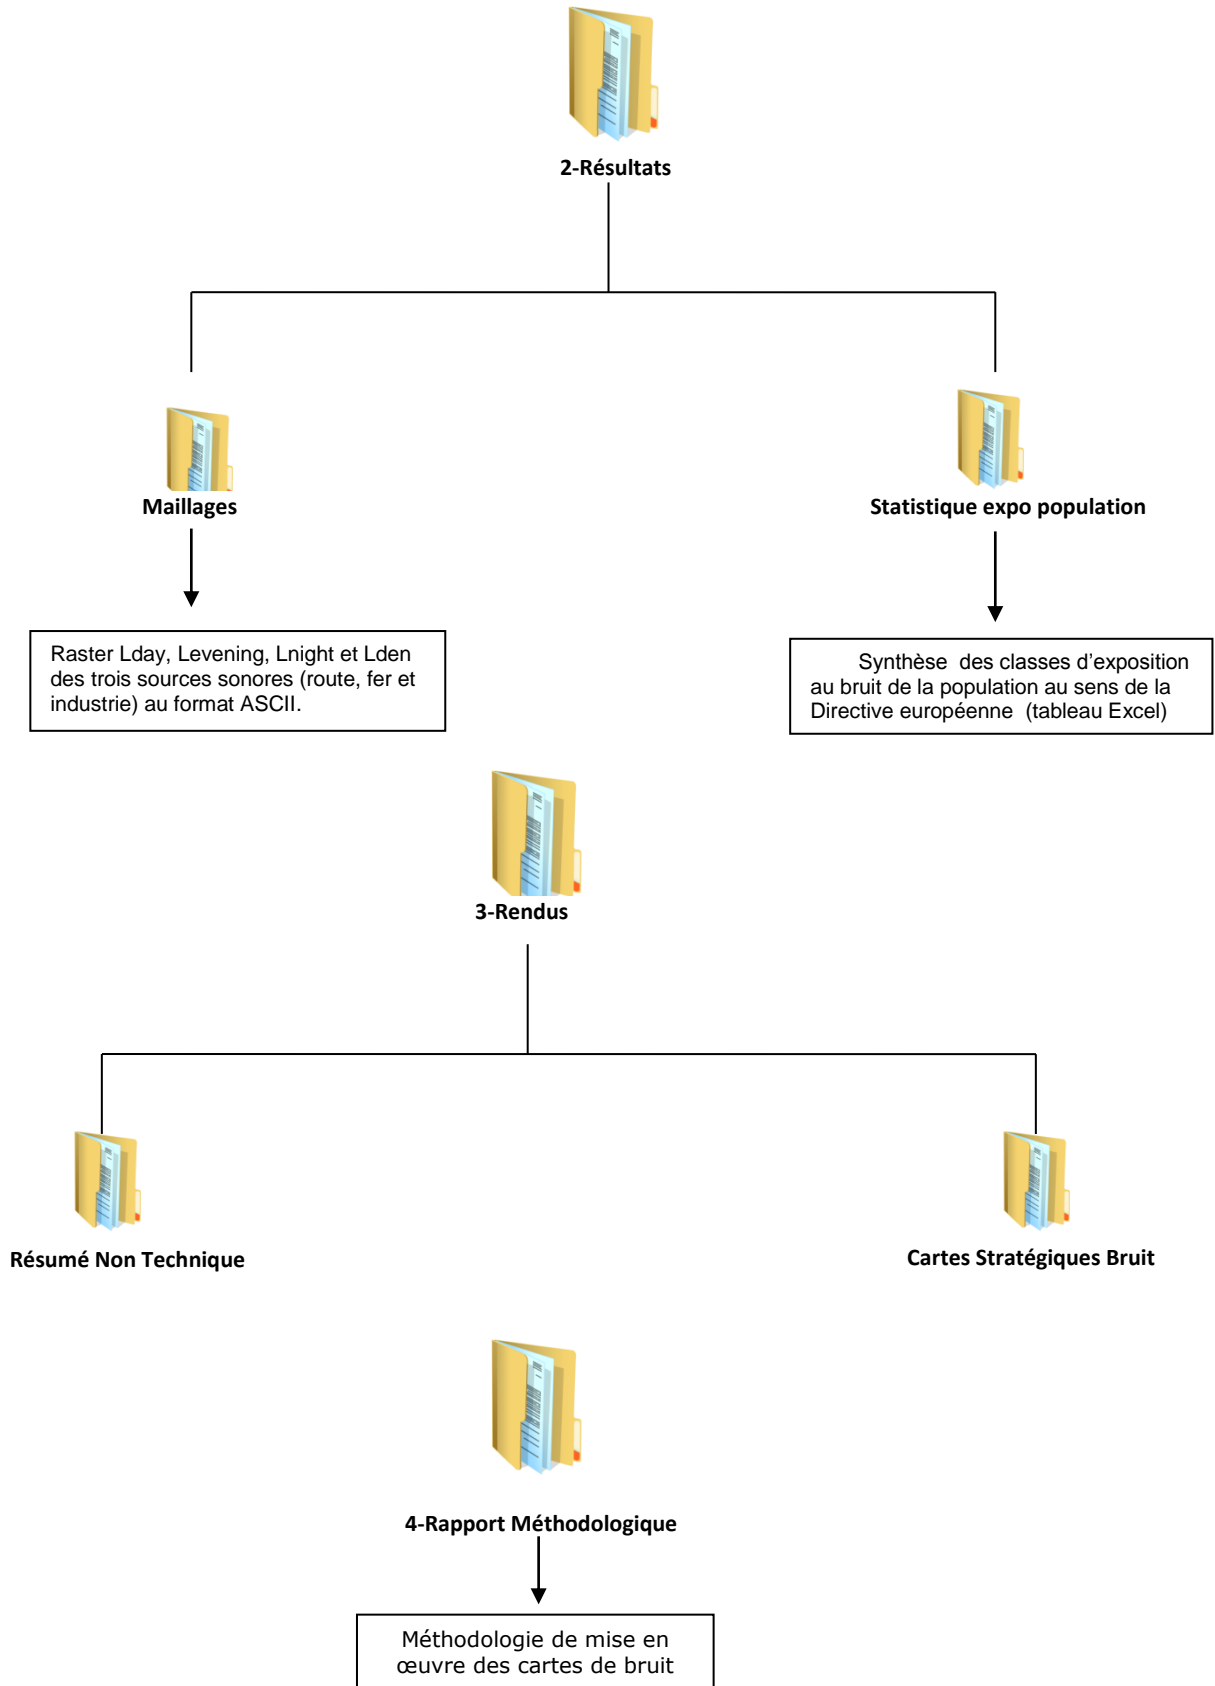 2-Résultats
Maillages
Statistique expo population
Raster Lday, Levening, Lnight et Lden
des trois sources sonores (route, fer et
industrie) au format ASCII.
Synthèse des classes d’exposition
au bruit de la population au sens de la
Directive européenne (tableau Excel)
3-Rendus
Résumé Non Technique
Cartes Stratégiques Bruit
4-Rapport Méthodologique
Méthodologie de mise en
œuvre des cartes de bruit